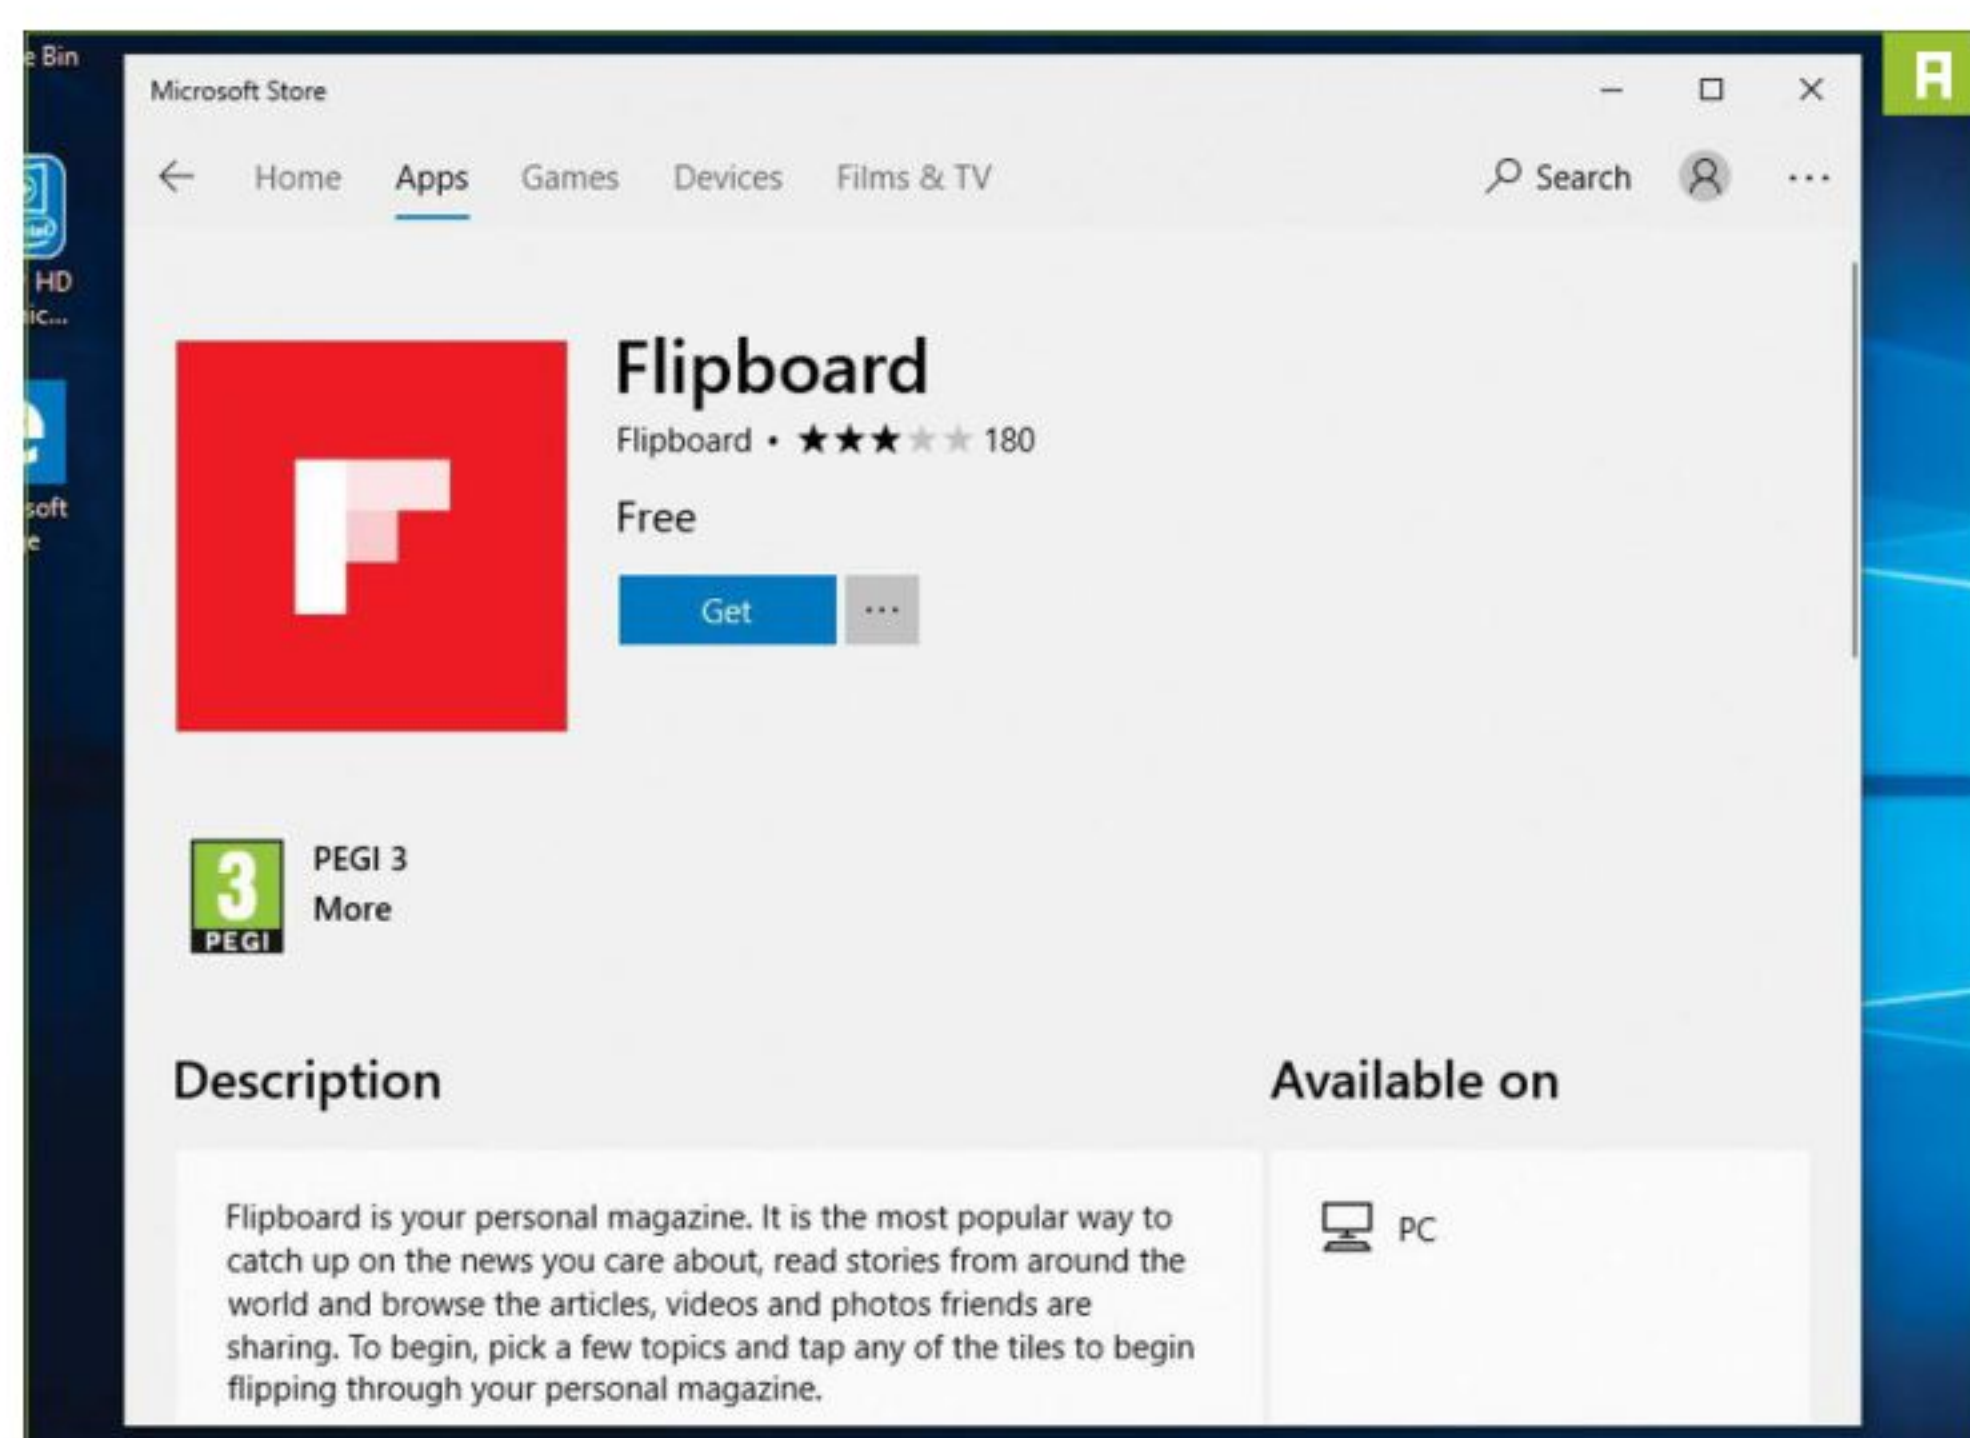 e Bin
Microsoft Store
Home Apps Games Devices Films & TV Search
HD
ic...
soft
e
Flipboard
Flipboard • 180
Free
Get ...
3
PEGI
PEGI 3
More
Description
Available on
Flipboard is your personal magazine. It is the most popular way to
catch up on the news you care about, read stories from around the
world and browse the articles, videos and photos friends are
sharing. To begin, pick a few topics and tap any of the tiles to begin
flipping through your personal magazine.
PC